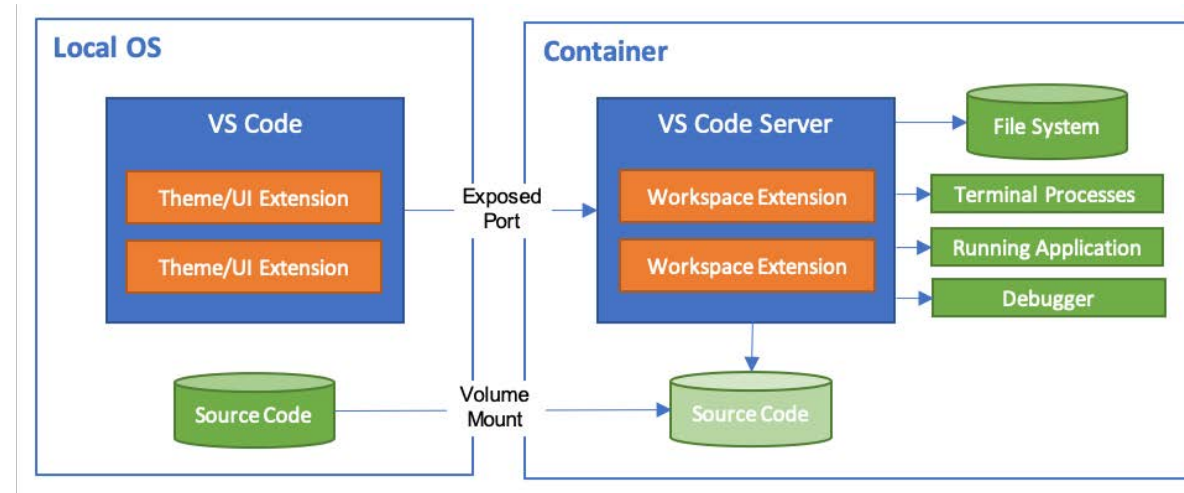 Local OS
VS Code
Theme/UI Extension
Theme/UI Extension
Source Code
Exposed
Port
Volume
Mount
Container
VS Code Server
Workspace Extension
Workspace Extension
File System
Terminal Processes
Running Application
Debugger
Source Code